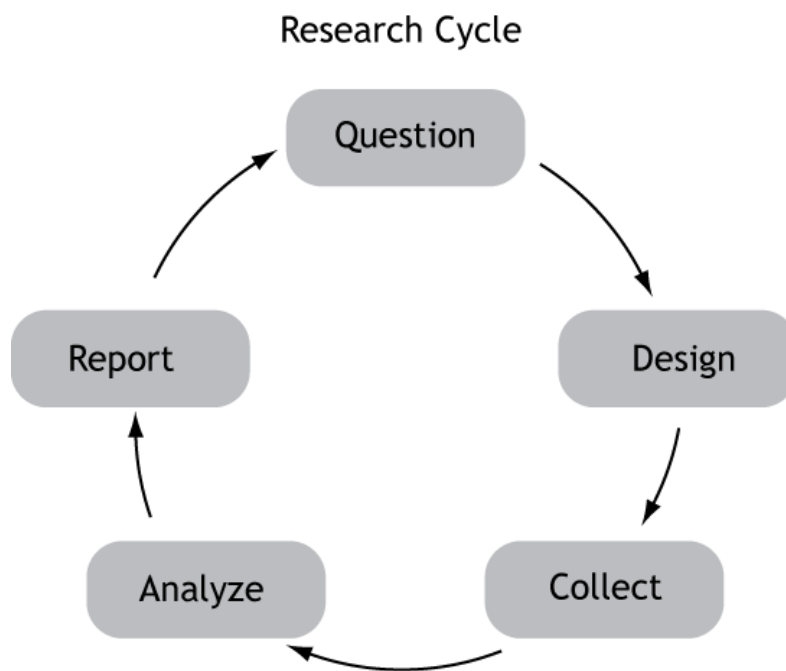 Research Cycle
Question
Design
Collect
Analyze
Report